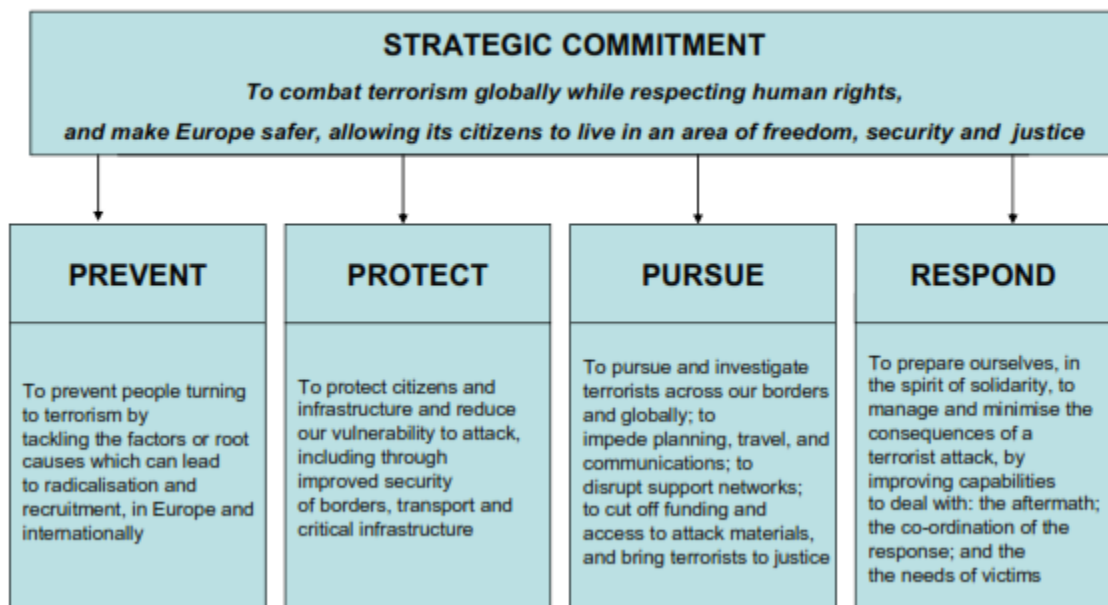 STRATEGIC COMMITMENT
To combat terrorism globally while respecting human rights,
and make Europe safer, allowing its citizens to live in an area of freedom, security and justice
PREVENT
To prevent people turning
to terrorism by
tackling the factors or root
causes which can lead
to radicalisation and
recruitment, in Europe and
internationally
PROTECT
To protect citizens and
infrastructure and reduce
our vulnerability to attack,
including through
improved security
of borders, transport and
critical infrastructure
PURSUE
To pursue and investigate
terrorists across our borders
and globally; to
impede planning, travel, and
communications; to
disrupt support networks;
to cut off funding and
access to attack materials,
and bring terrorists to justice
RESPOND
To prepare ourselves, in
the spirit of solidarity, to
manage and minimise the
consequences of a
terrorist attack, by
improving capabilities
to deal with: the aftermath;
the co-ordination of the
response; and the
the needs of victims